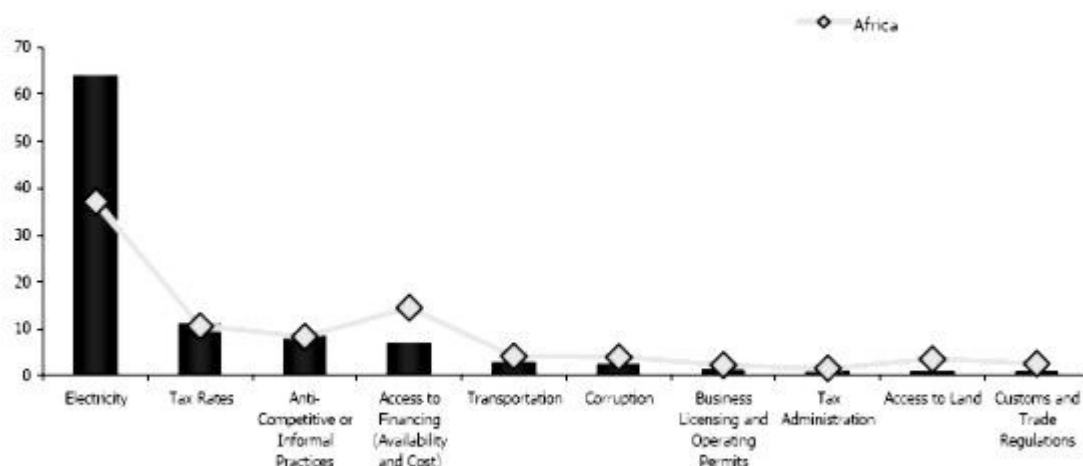 Africa
70
60
50
40
30
20
10
0
Electricity
Tax Rates
Anti-
Competitive or
Informal
Practices
Access to
Financing
(Availability
and Cost)
Transportation
Corruption
Business
Licensing and
Operating
Permits
Tax
Administration
Access to Land
Customs and
Trade
Regulations